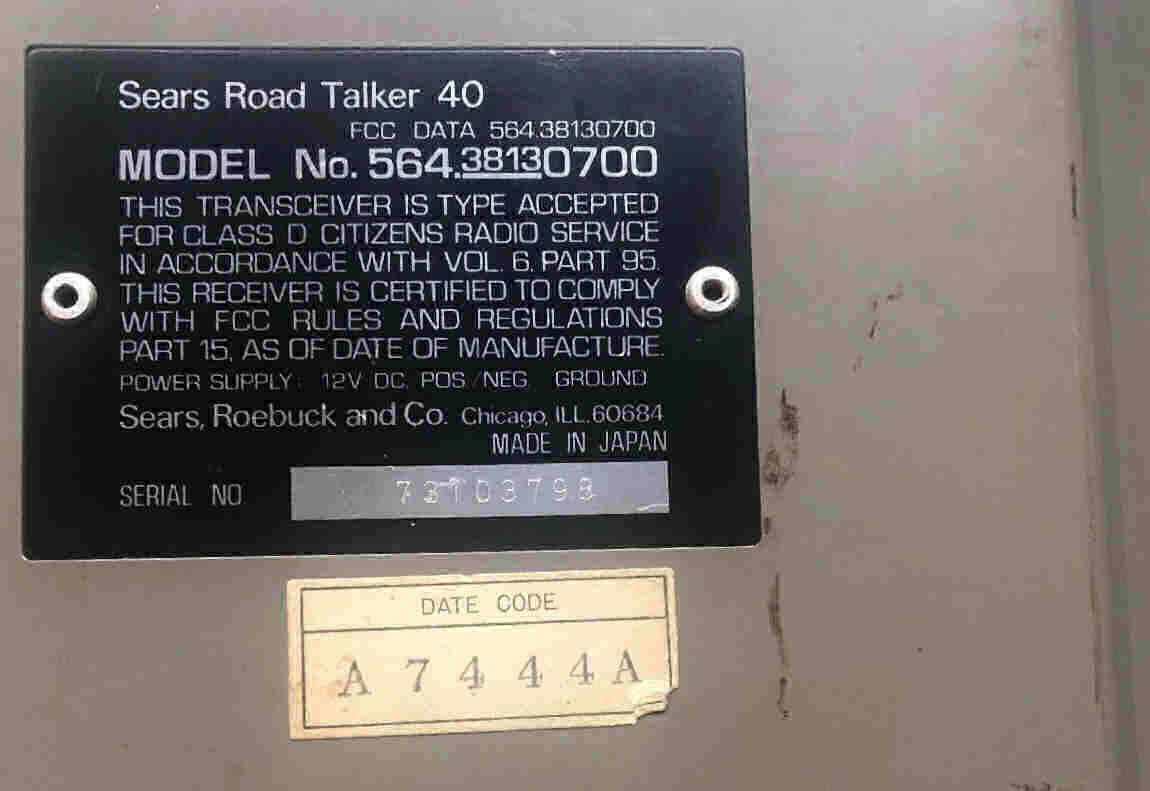 Sears Road Talker 40
FCC DATA 564.38130700
MODEL No. 564.38130700
THIS TRANSCEIVER IS TYPE ACCEPTED
FOR CLASS D CITIZENS RADIO SERVICE
IN ACCORDANCE WITH VOL. 6. PART 95.
THIS RECEIVER IS CERTIFIED TO COMPLY
WITH FCC RULES AND REGULATIONS
PART 15, AS OF DATE OF MANUFACTURE.
POWER SUPPLY: 12V DC. POS./NEG. GROUND
Sears, Roebuck and Co. Chicago, ILL. 60684
MADE IN JAPAN
SERIAL NO 73103798
DATE CODE
A 7 4 4 4 A